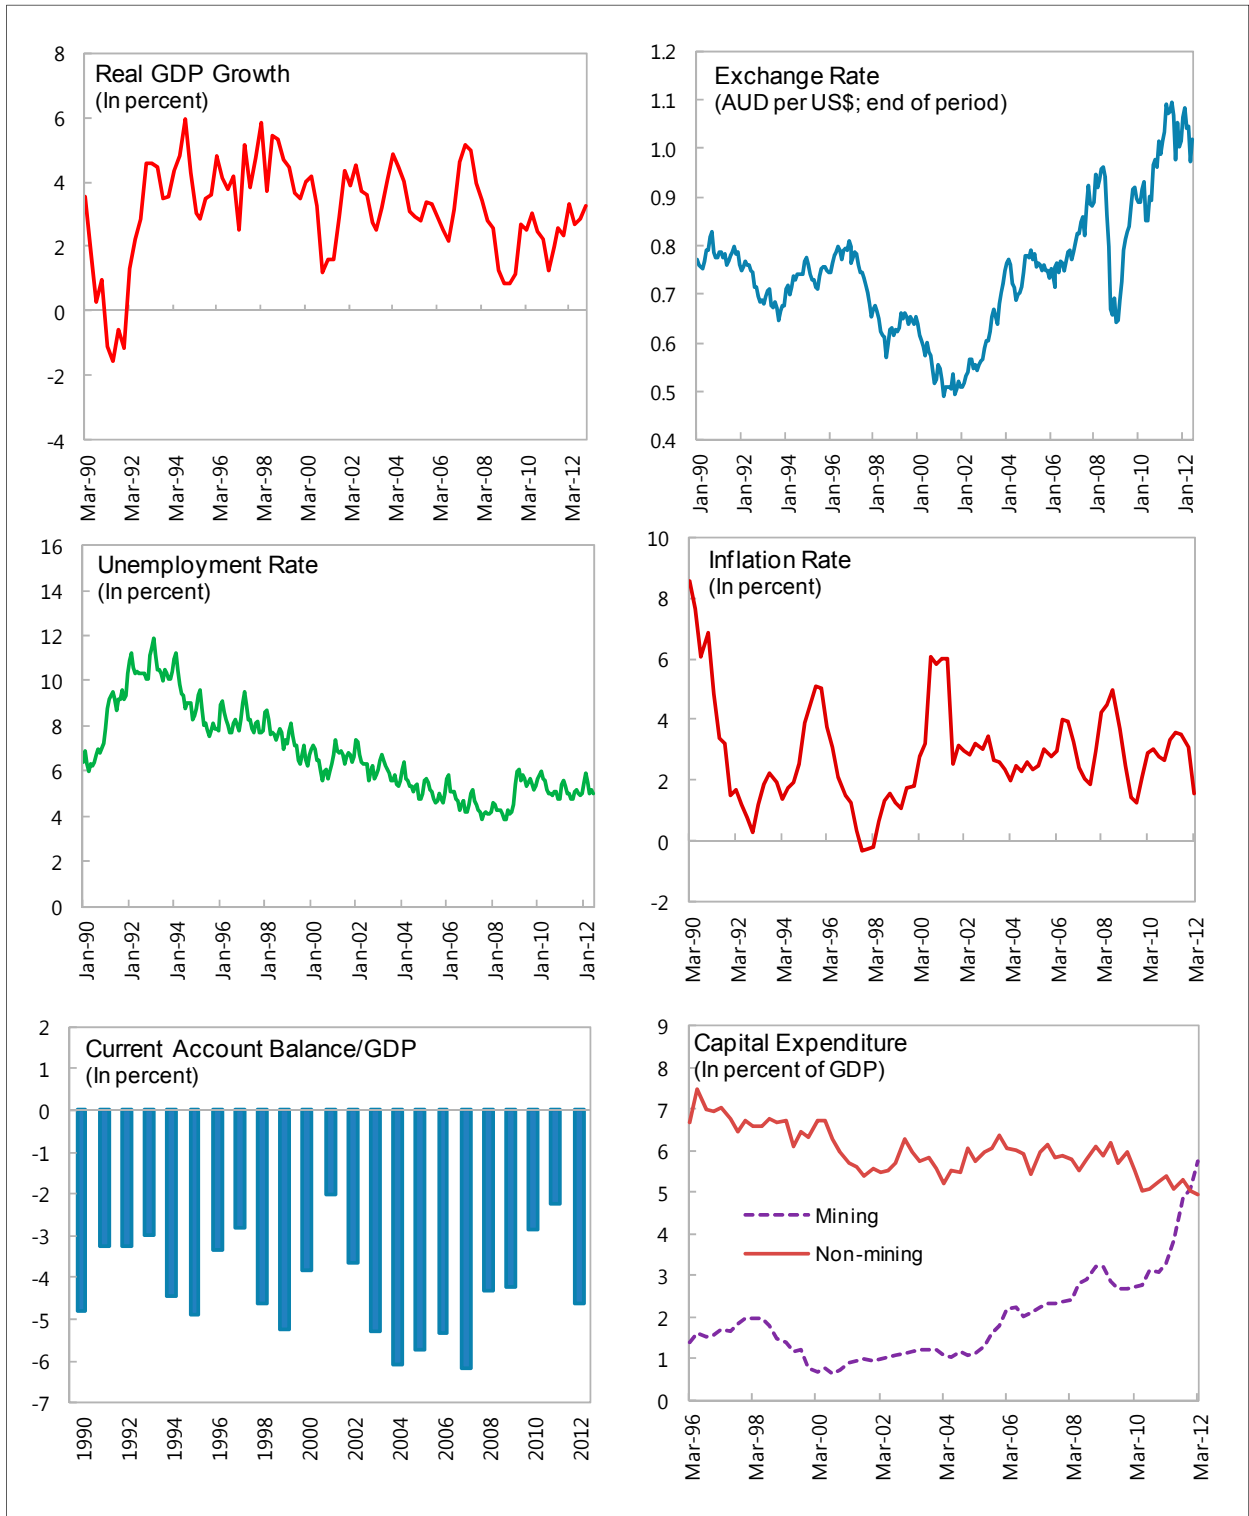 Real GDP Growth
(In percent)
8
6
4
2
0
-2
-4
Mar-90
Mar-92
Mar-94
Mar-96
Mar-98
Mar-00
Mar-02
Mar-04
Mar-06
Mar-08
Mar-10
Mar-12
Exchange Rate
(AUD per US$; end of period)
1.2
1.1
1.0
0.9
0.8
0.7
0.6
0.5
0.4
Jan-90
Jan-92
Jan-94
Jan-96
Jan-98
Jan-00
Jan-02
Jan-04
Jan-06
Jan-08
Jan-10
Jan-12
Unemployment Rate
(In percent)
16
14
12
10
8
6
4
2
0
Jan-90
Jan-92
Jan-94
Jan-96
Jan-98
Jan-00
Jan-02
Jan-04
Jan-06
Jan-08
Jan-10
Jan-12
Inflation Rate
(In percent)
10
8
6
4
2
0
-2
Mar-90
Mar-92
Mar-94
Mar-96
Mar-98
Mar-00
Mar-02
Mar-04
Mar-06
Mar-08
Mar-10
Mar-12
Current Account Balance/GDP
(In percent)
2
1
0
-1
-2
-3
-4
-5
-6
-7
1990
1992
1994
1996
1998
2000
2002
2004
2006
2008
2010
2012
Capital Expenditure
(In percent of GDP)
9
8
7
6
5
4
3
2
1
0
Mining
Non-mining
Mar-96
Mar-98
Mar-00
Mar-02
Mar-04
Mar-06
Mar-08
Mar-10
Mar-12